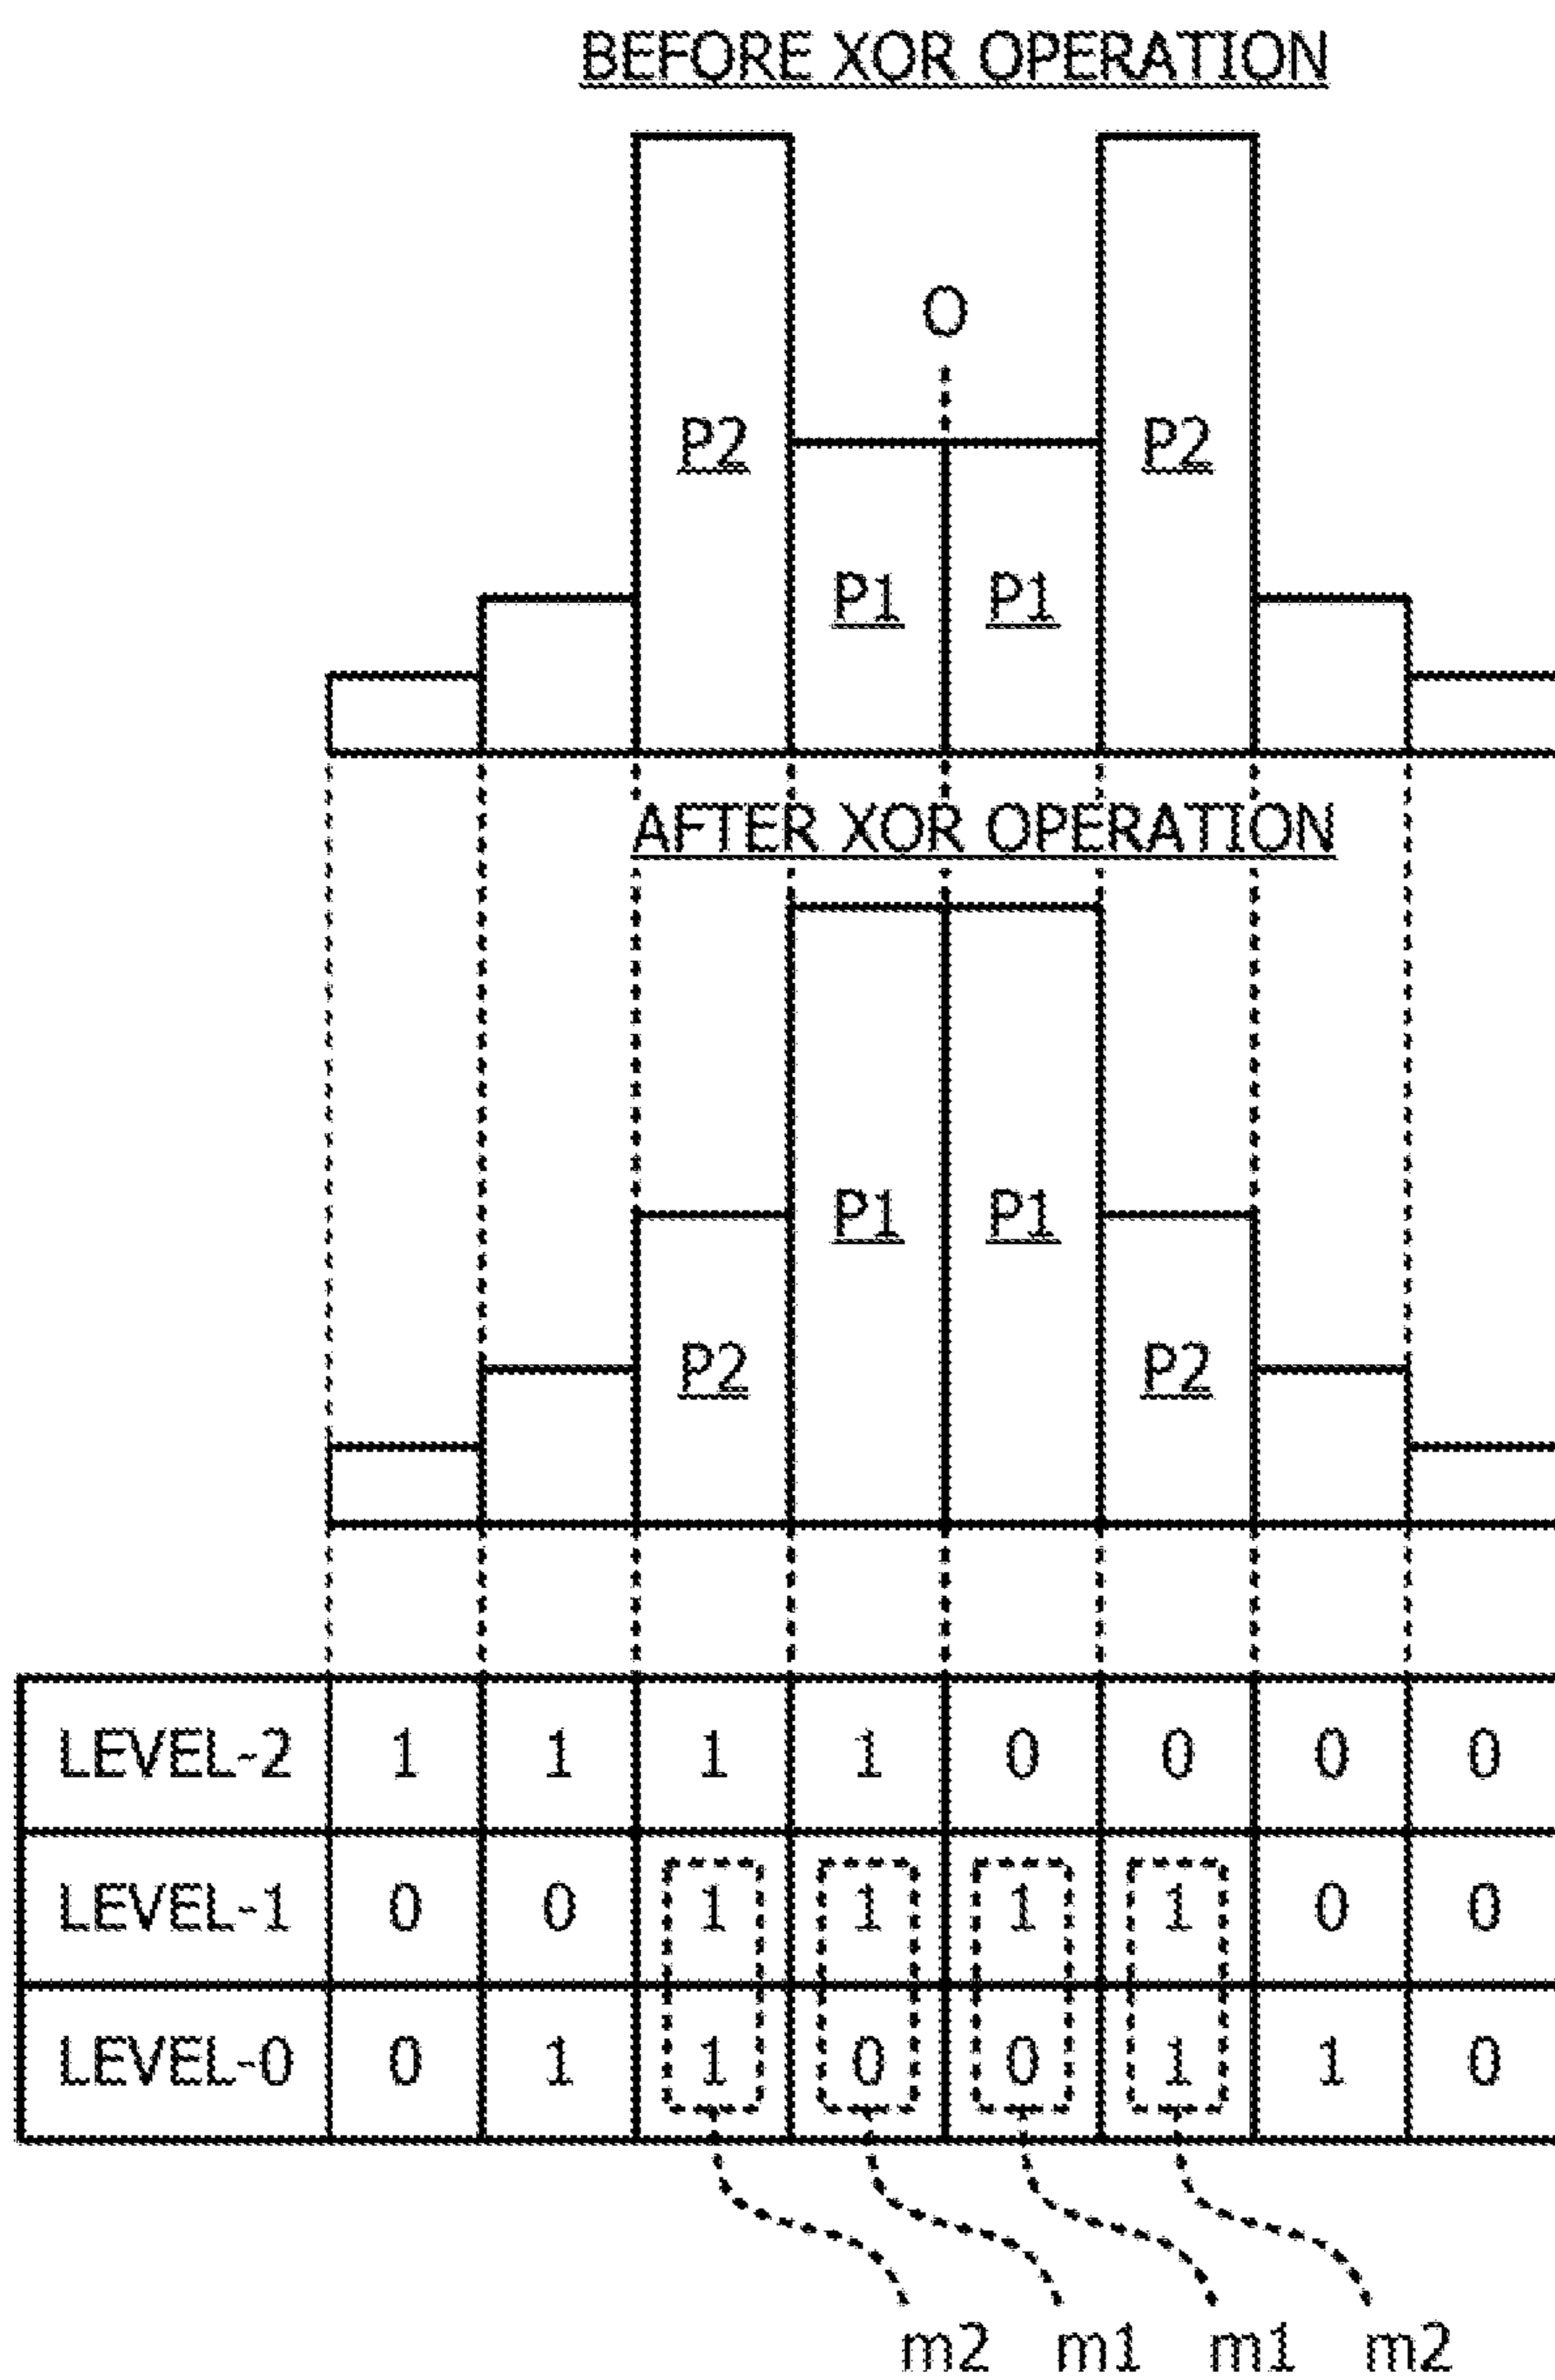 BEFORE XOR OPERATION
O
P2 P2
P1 P1
AFTER XOR OPERATION
P1 P1
P2 P2
LEVEL-2 1 1 1 1 0 0 0 0
LEVEL-1 0 0 1 1 1 1 0 0
LEVEL-0 0 1 1 0 0 1 1 0
m2 m1 m1 m2